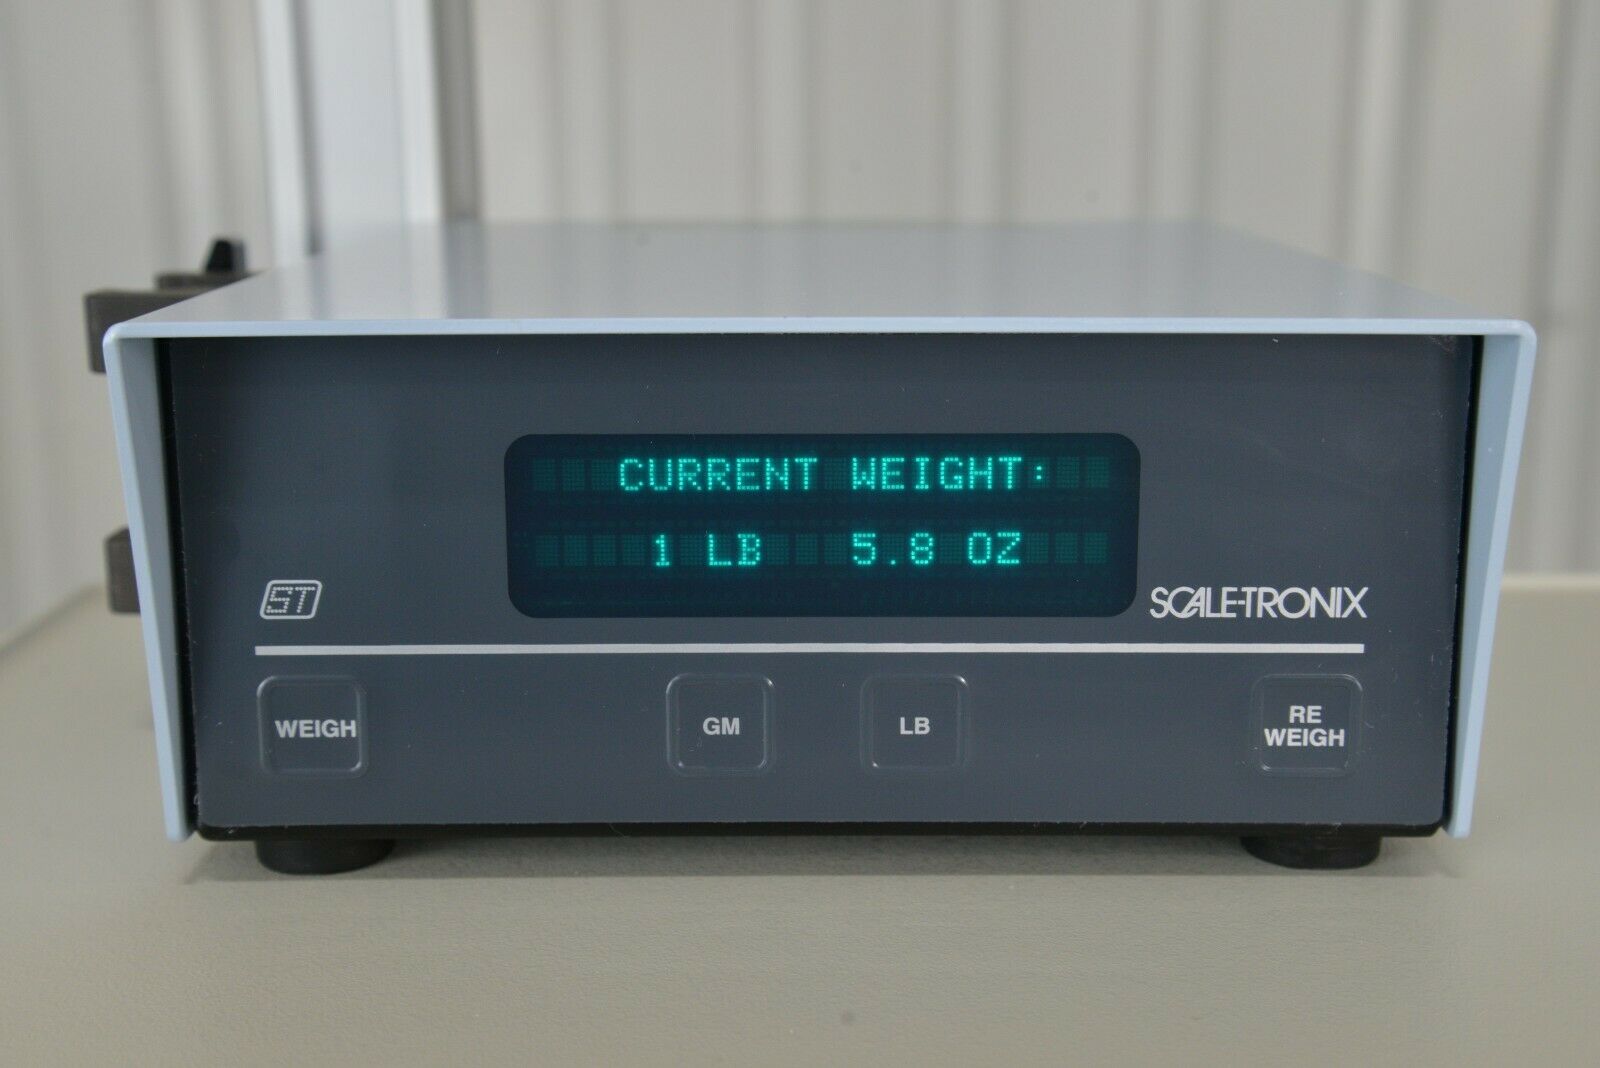 CURRENT WEIGHT:
1 LB 5.8 OZ
ST
SCALE-TRONIX
WEIGH
GM
LB
RE
WEIGH